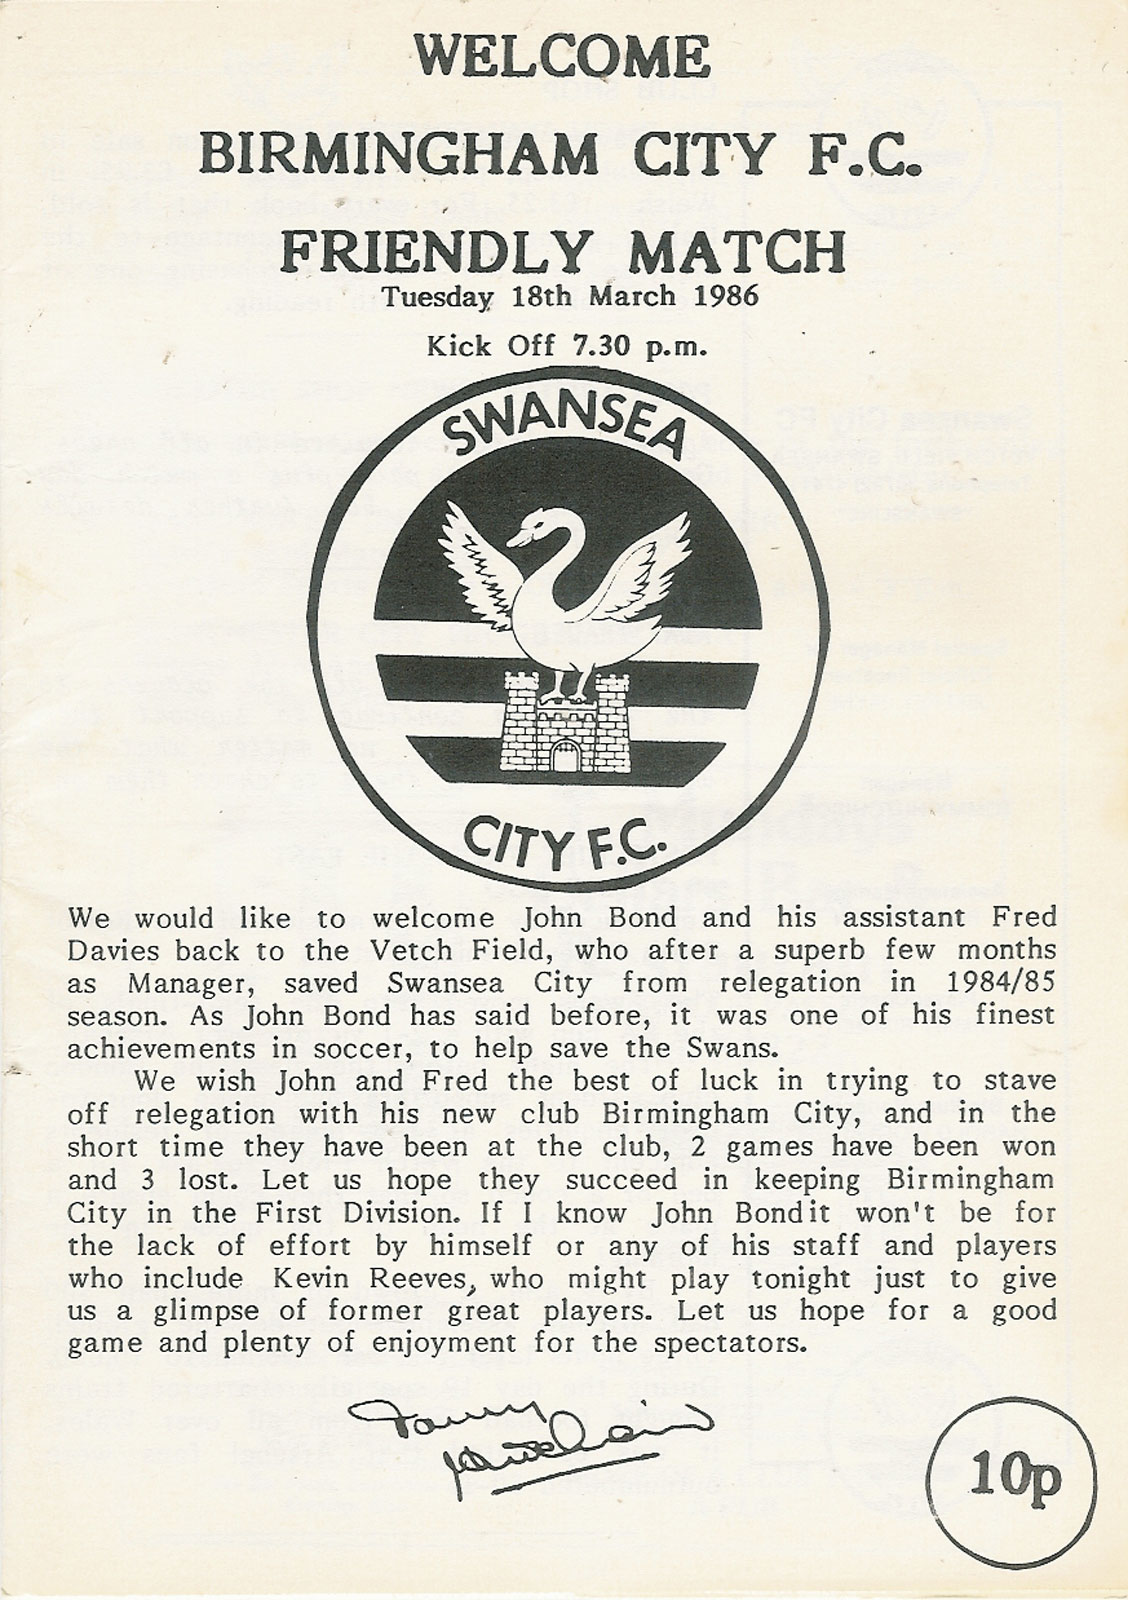 WELCOME
BIRMINGHAM CITY F.C.
FRIENDLY MATCH
Tuesday 18th March 1986
Kick Off 7.30 p.m.
SWANSEA
CITY F.C.
We would like to welcome John Bond and his assistant Fred
Davies back to the Vetch Field, who after a superb few months
as Manager, saved Swansea City from relegation in 1984/85
season. As John Bond has said before, it was one of his finest
achievements in soccer, to help save the Swans.
We wish John and Fred the best of luck in trying to stave
off relegation with his new club Birmingham City, and in the
short time they have been at the club, 2 games have been won
and 3 lost. Let us hope they succeed in keeping Birmingham
City in the First Division. If I know John Bondit won't be for
the lack of effort by himself or any of his staff and players
who include Kevin Reeves, who might play tonight just to give
us a glimpse of former great players. Let us hope for a good
game and plenty of enjoyment for the spectators.
10p